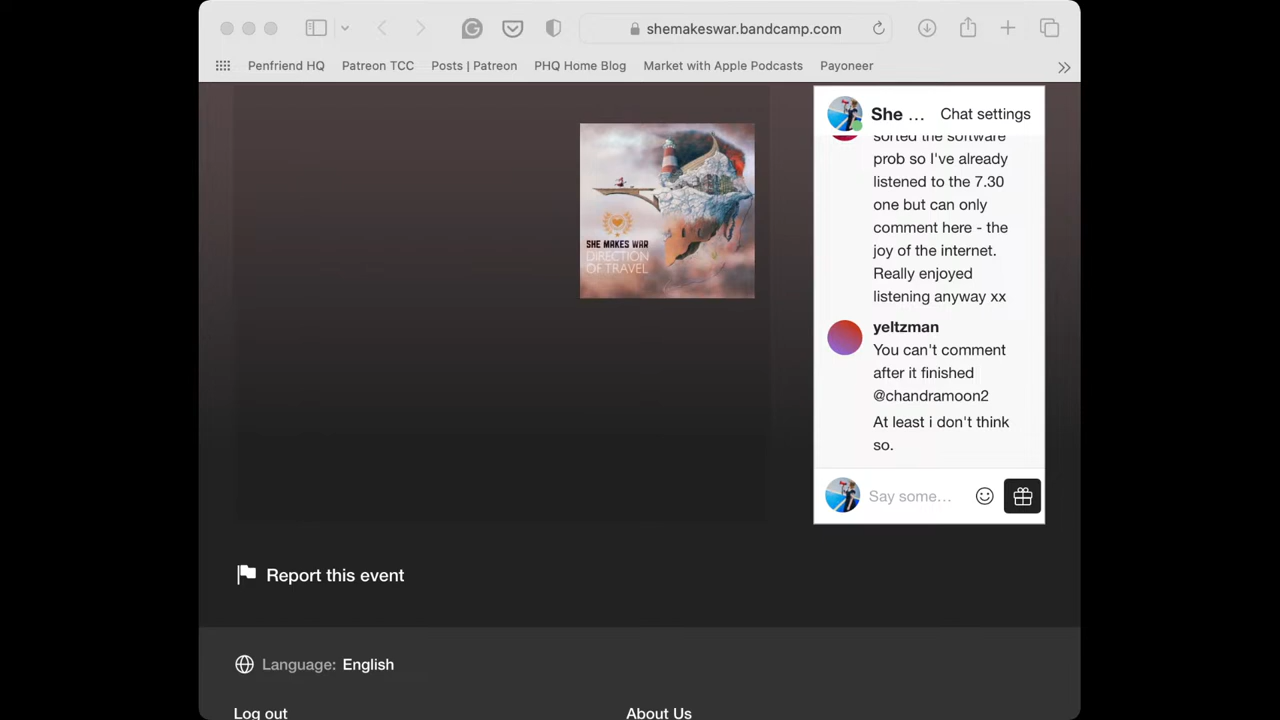 shemakeswar.bandcamp.com
Penfriend HQ Patreon TCC Posts | Patreon PHQ Home Blog Market with Apple Podcasts Payoneer
SHE MAKES WAR
DIRECTION
OF TRAVEL
She ... Chat settings
sorted the software
prob so I've already
listened to the 7.30
one but can only
comment here - the
joy of the internet.
Really enjoyed
listening anyway xx
yeltzman
You can't comment
after it finished
@chandramoon2
At least i don't think
so.
Say some...
Report this event
Language: English
Log out About Us